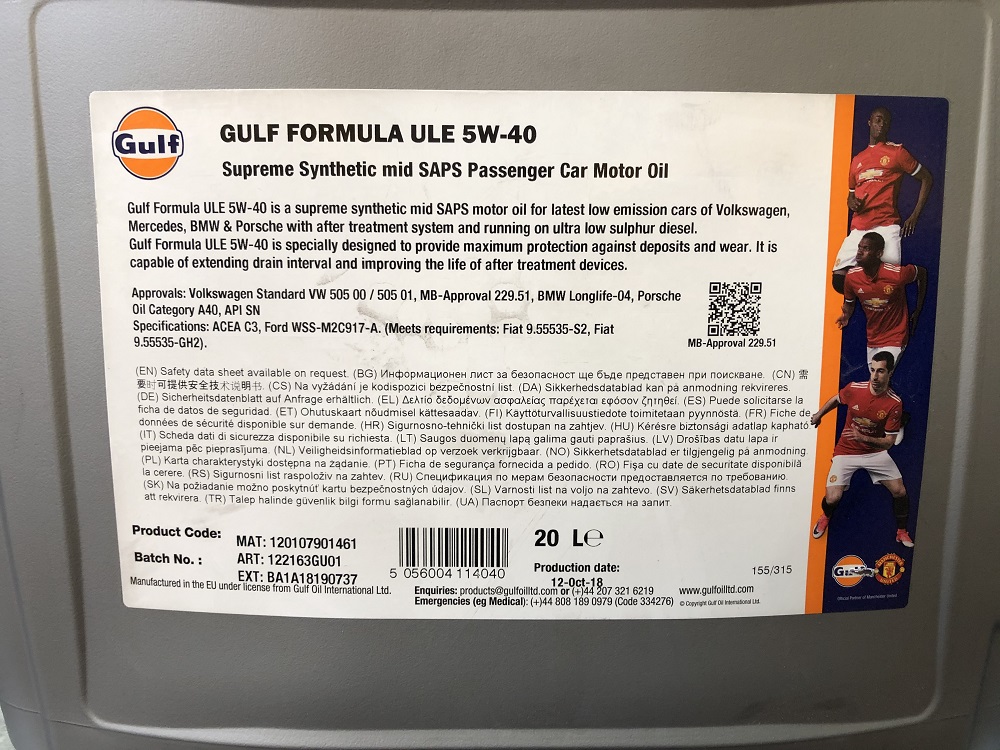 Gulf
GULF FORMULA ULE 5W-40
Supreme Synthetic mid SAPS Passenger Car Motor Oil
Gulf Formula ULE 5W-40 is a supreme synthetic mid SAPS motor oil for latest low emission cars of Volkswagen,
Mercedes, BMW & Porsche with after treatment system and running on ultra low sulphur diesel.
Gulf Formula ULE 5W-40 is specially designed to provide maximum protection against deposits and wear. It is
capable of extending drain interval and improving the life of after treatment devices.
Approvals: Volkswagen Standard VW 505 00 / 505 01, MB-Approval 229.51, BMW Longlife-04, Porsche
Oil Category A40, API SN
Specifications: ACEA C3, Ford WSS-M2C917-A. (Meets requirements: Fiat 9.55535-S2, Fiat
9.55535-GH2).
MB-Approval 229.51
(EN) Safety data sheet available on request. (BG) Информационен лист за безопасност ще бъде представен при поискване. (CN) 需
要时可提供安全技术说明书. (CS) Na vyžádání je kodispozici bezpečnostní list. (DA) Sikkerhedsdatablad kan på anmodning rekvireres.
(DE) Sicherheitsdatenblatt auf Anfrage erhältlich. (EL) Δελτίο δεδομένων ασφαλείας παρέχεται εφόσον ζητηθεί. (ES) Puede solicitarse la
ficha de datos de seguridad. (ET) Ohutuskaart nõudmisel kättesaadav. (FI) Käyttöturvallisuustiedote toimitetaan pyynnöstä. (FR) Fiche de
données de sécurité disponible sur demande. (HR) Sigurnosno-tehnički list dostupan na zahtjev. (HU) Kérésre biztonsági adatlap kapható
(IT) Scheda dati di sicurezza disponibile su richiesta. (LT) Saugos duomenų lapą galima gauti paprašius. (LV) Drošības datu lapa ir
pieejama pēc pieprasījuma. (NL) Veiligheidsinformatieblad op verzoek verkrijgbaar. (NO) Sikkerhetsdatablad er tilgjengelig på anmodning.
(PL) Karta charakterystyki dostępna na żądanie. (PT) Ficha de segurança fornecida a pedido. (RO) Fişa cu date de securitate disponibilă
la cerere. (RS) Sigurnosni list raspoloživ na zahtev. (RU) Спецификация по мерам безопасности предоставляется по требованию.
(SK) Na požiadanie možno poskytnúť kartu bezpečnostných údajov. (SL) Varnosti list na voljo na zahtevo. (SV) Säkerhetsdatablad finns
att rekvirera. (TR) Talep halinde güvenlik bilgi formu sağlanabilir. (UA) Паспорт безпеки надається на запит.
Product Code: MAT: 120107901461
ART: 122163GU01
Batch No. : EXT: BA1A18190737
5 056004 114040
20 L℮
Production date:
12-Oct-18
155/315
Manufactured in the EU under license from Gulf Oil International Ltd.
Enquiries: products@gulfoilltd.com or (+)44 207 321 6219
Emergencies (eg Medical): (+)44 808 189 0979 (Code 334276)
www.gulfoilltd.com
© Copyright Gulf Oil International Ltd.
Gulf
Official Partner of Manchester United